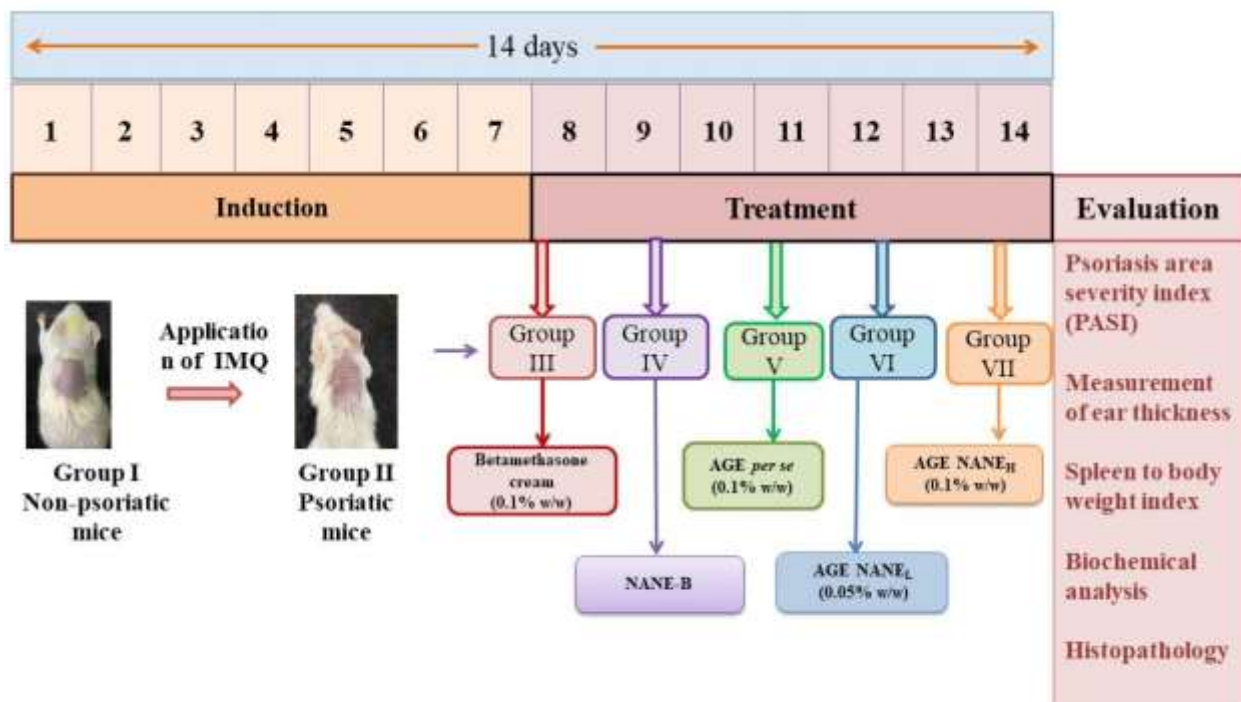 14 days
1 2 3 4 5 6 7 8 9 10 11 12 13 14
Induction
Treatment
Evaluation
Applicatio
n of IMQ
Group I
Non-psoriatic
mice
Group II
Psoriatic
mice
Group
III
Group
IV
Group
V
Group
VI
Group
VII
Betamethasone
cream
(0.1% w/w)
NANE-B
AGE per se
(0.1% w/w)
AGE NANE_L
(0.05% w/w)
AGE NANE_H
(0.1% w/w)
Psoriasis area
severity index
(PASI)
Measurement
of ear thickness
Spleen to body
weight index
Biochemical
analysis
Histopathology